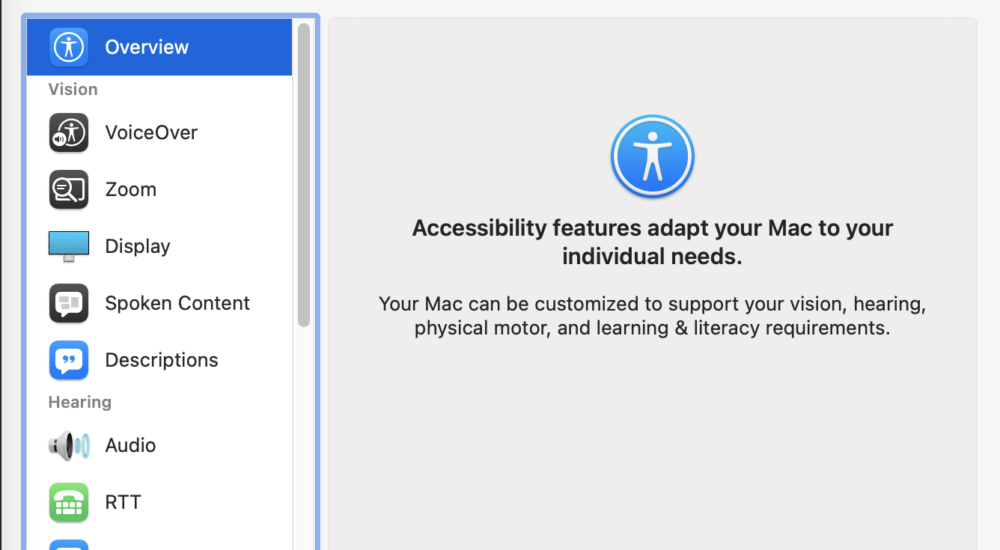 Overview
Vision
VoiceOver
Zoom
Display
Spoken Content
Descriptions
Hearing
Audio
RTT
Accessibility features adapt your Mac to your
individual needs.
Your Mac can be customized to support your vision, hearing,
physical motor, and learning & literacy requirements.